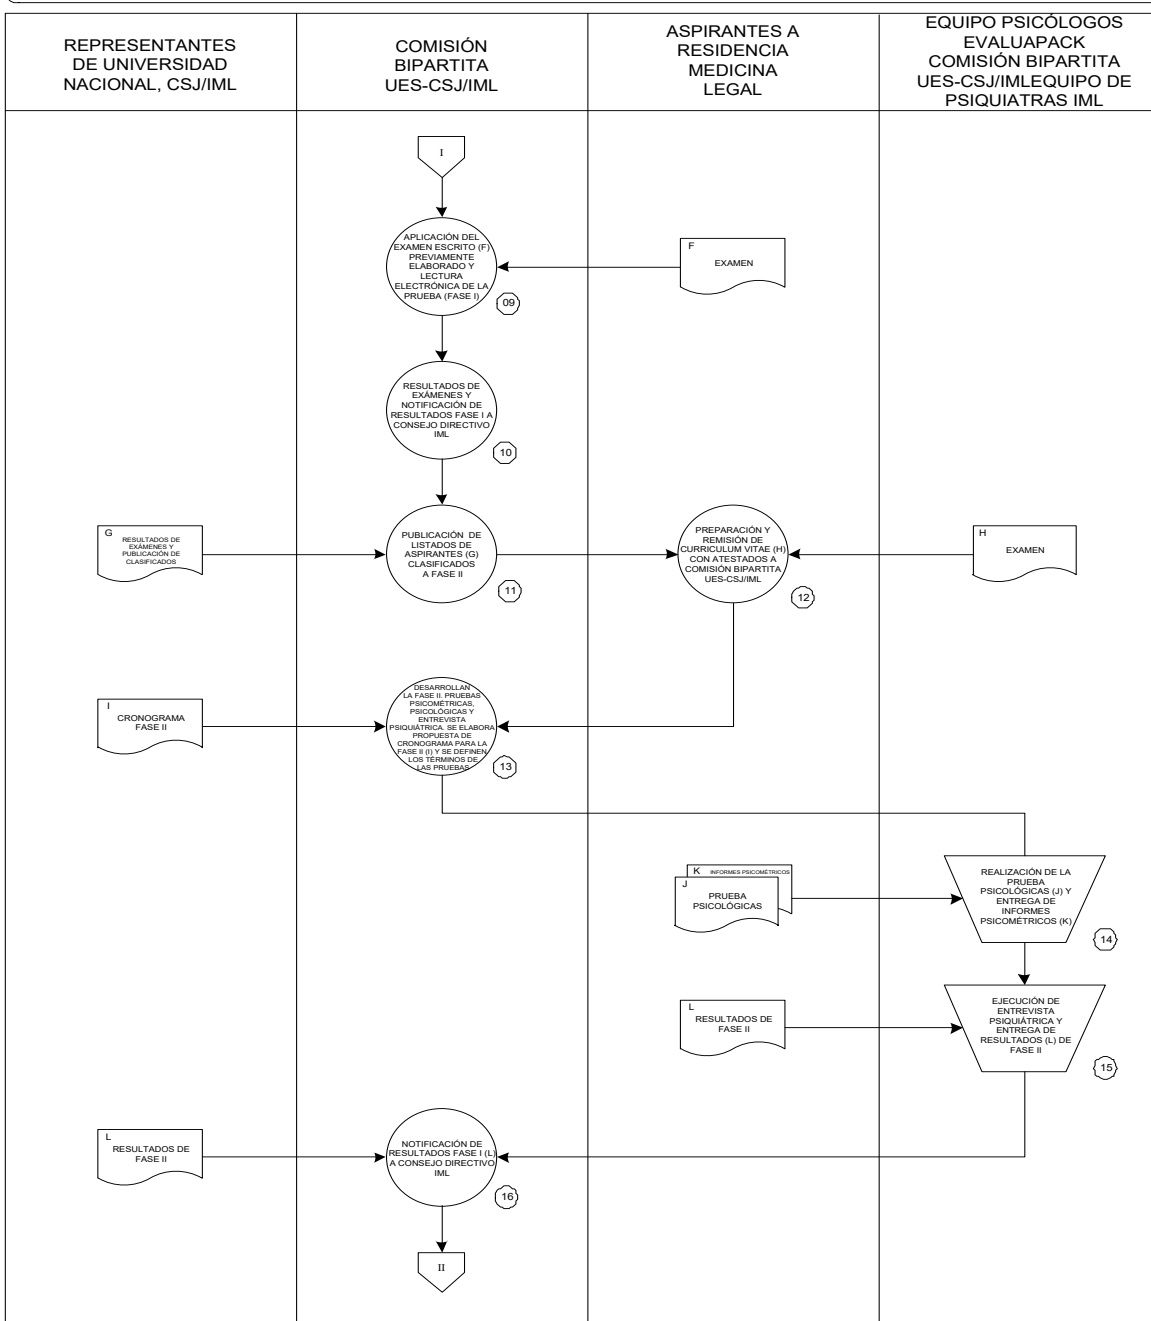 REPRESENTANTES
DE UNIVERSIDAD
NACIONAL, CSJ/IML
COMISIÓN
BIPARTITA
UES-CSJ/IML
ASPIRANTES A
RESIDENCIA
MEDICINA
LEGAL
EQUIPO PSICÓLOGOS
EVALUAPACK
COMISIÓN BIPARTITA
UES-CSJ/IMLEQUIPO DE
PSIQUIATRAS IML
I
APLICACIÓN DEL
EXAMEN ESCRITO (F)
PREVIAMENTE
ELABORADO Y
LECTURA
ELECTRÓNICA DE LA
PRUEBA (FASE I)
09
F
EXAMEN
RESULTADOS DE
EXÁMENES Y
NOTIFICACIÓN DE
RESULTADOS FASE I A
CONSEJO DIRECTIVO
IML
10
G
RESULTADOS DE
EXÁMENES Y
PUBLICACIÓN DE
CLASIFICADOS
PUBLICACIÓN DE
LISTADOS DE
ASPIRANTES (G)
CLASIFICADOS
A FASE II
11
PREPARACIÓN Y
REMISIÓN DE
CURRICULUM VITAE (H)
CON ATESTADOS A
COMISIÓN BIPARTITA
UES-CSJ/IML
12
H
EXAMEN
I
CRONOGRAMA
FASE II
DESARROLLAN
LA FASE II. PRUEBAS
PSICOMÉTRICAS,
PSICOLÓGICAS Y
ENTREVISTA
PSIQUIÁTRICA. SE ELABORA
PROPUESTA DE
CRONOGRAMA PARA LA
FASE II (I) Y SE DEFINEN
LOS TÉRMINOS DE
LAS PRUEBAS
13
K INFORMES PSICOMÉTRICOS
J
PRUEBA
PSICOLÓGICAS
REALIZACIÓN DE LA
PRUEBA
PSICOLÓGICAS (J) Y
ENTREGA DE
INFORMES
PSICOMÉTRICOS (K)
14
L
RESULTADOS DE
FASE II
EJECUCIÓN DE
ENTREVISTA
PSIQUIÁTRICA Y
ENTREGA DE
RESULTADOS (L) DE
FASE II
15
L
RESULTADOS DE
FASE II
NOTIFICACIÓN DE
RESULTADOS FASE I (L)
A CONSEJO DIRECTIVO
IML
16
II